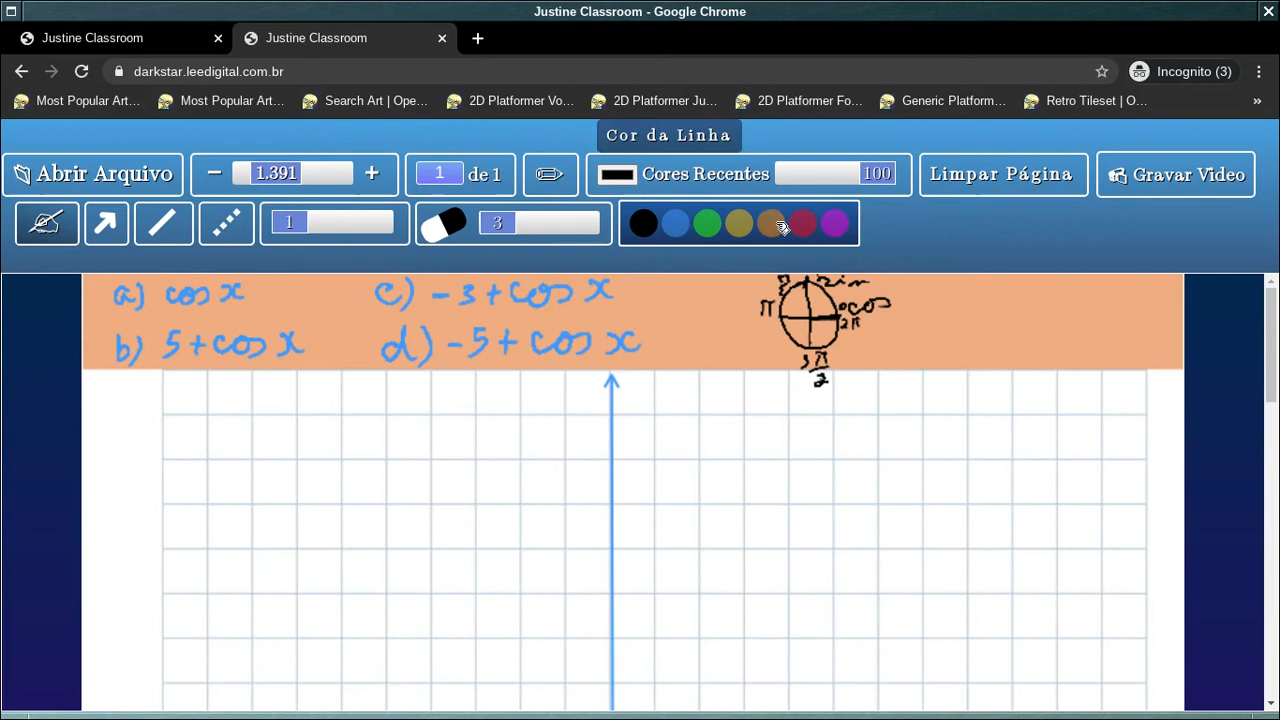 Justine Classroom - Google Chrome
Justine Classroom
Justine Classroom
darkstar.leedigital.com.br
Incognito (3)
Most Popular Art…
Most Popular Art…
Search Art | Ope…
2D Platformer Vo…
2D Platformer Ju…
2D Platformer Fo…
Generic Platform…
Retro Tileset | O…
Cor da Linha
Abrir Arquivo
− 1.391 +
1 de 1
Cores Recentes
100
Limpar Página
Gravar Video
1
3
a) cos x
c) -3+cos x
b) 5+cos x
d) -5+cos x
π
0 cos
2π
3π
2